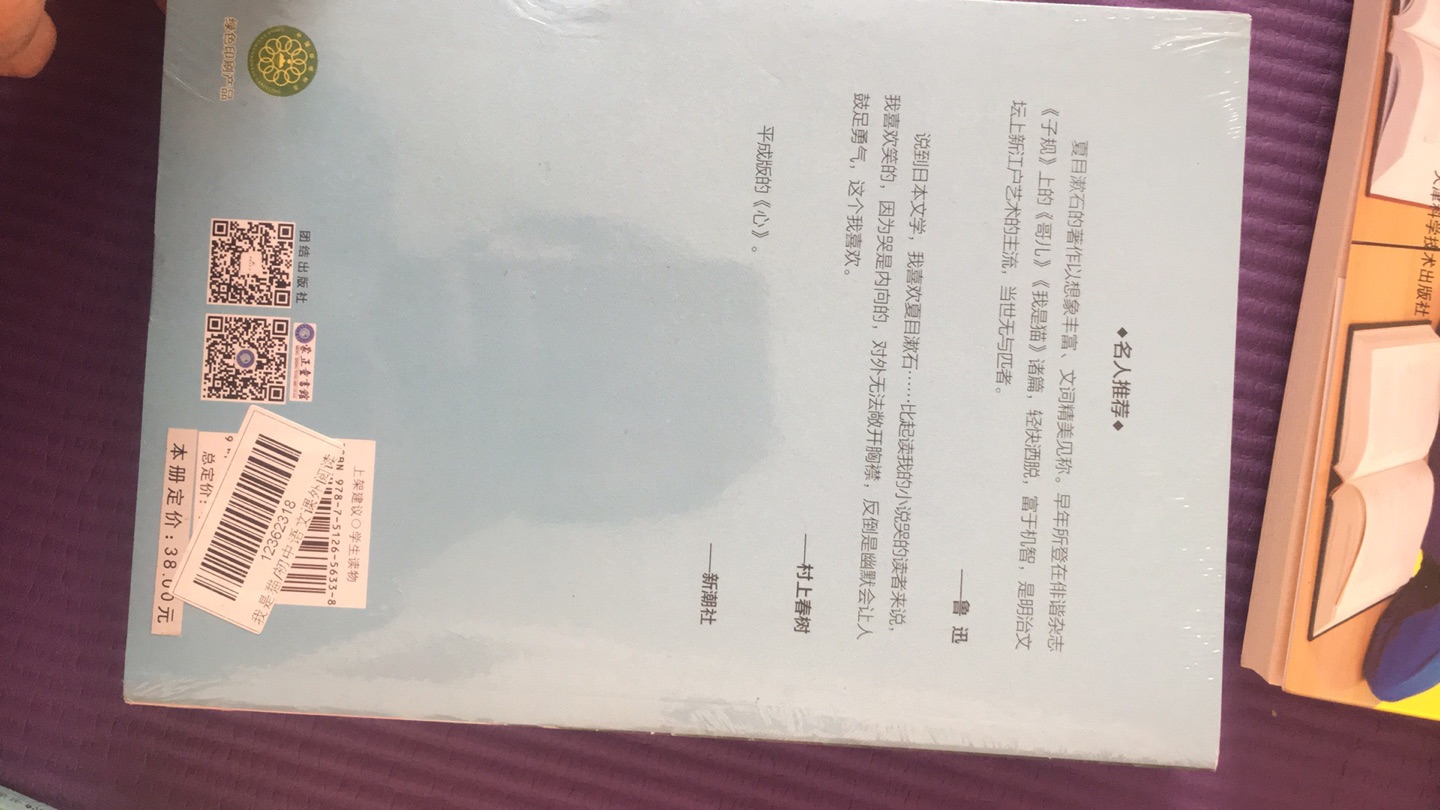 ◆名人推荐◆
夏目漱石的著作以想象丰富、文词精美见称。早年所登在俳谐杂志
《子规》上的《哥儿》《我是猫》诸篇，轻快洒脱，富于机智，是明治文
坛上新江户艺术的主流，当世无与匹者。
——鲁 迅
说到日本文学，我喜欢夏目漱石……比起读我的小说哭的读者来说，
我喜欢笑的，因为哭是内向的，对外无法敞开胸襟，反倒是幽默会让人
鼓足勇气，这个我喜欢。
——村上春树
平成版的《心》。
——新潮社
团结出版社
上架建议○学生读物
978-7-5126-5633-8
12362318
总定价:
本册定价:38.00元
绿色印刷产品
天津科学技术出版社